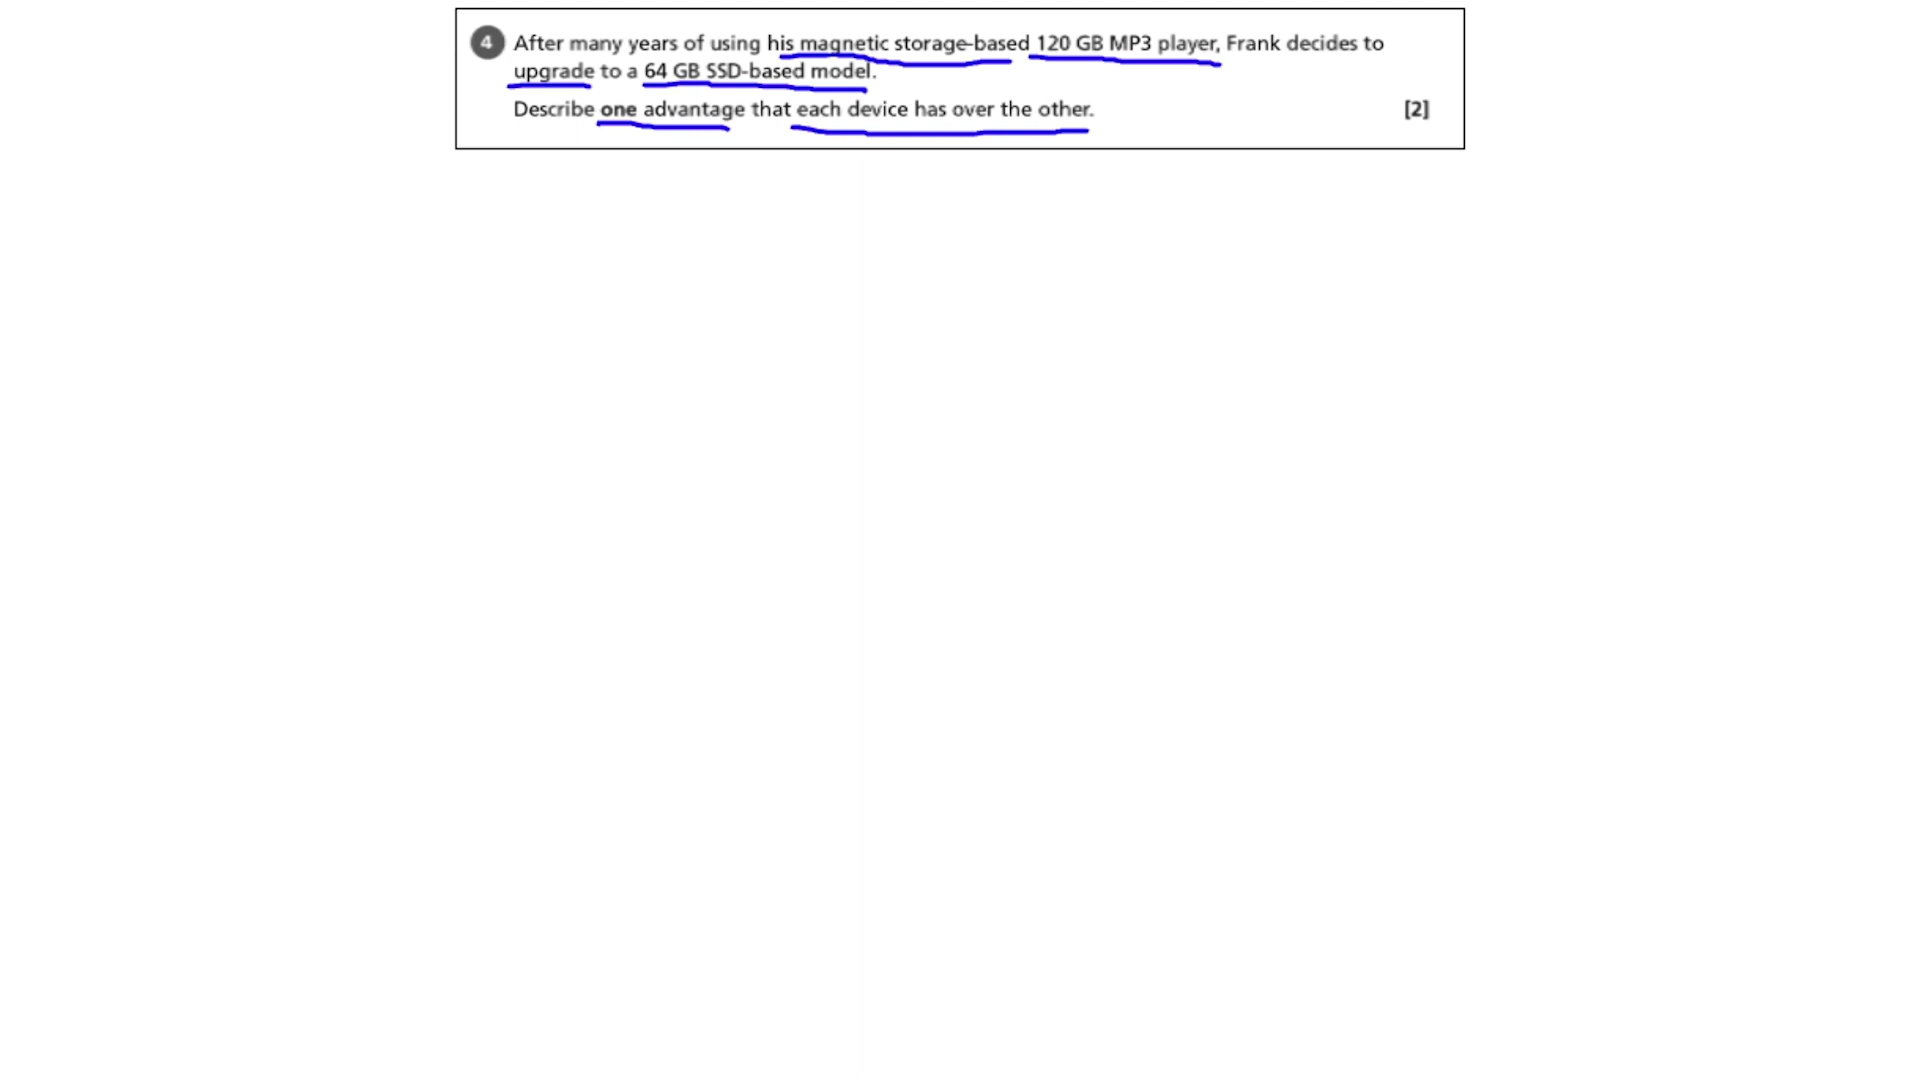 4 After many years of using his magnetic storage-based 120 GB MP3 player, Frank decides to
upgrade to a 64 GB SSD-based model.
Describe one advantage that each device has over the other. [2]